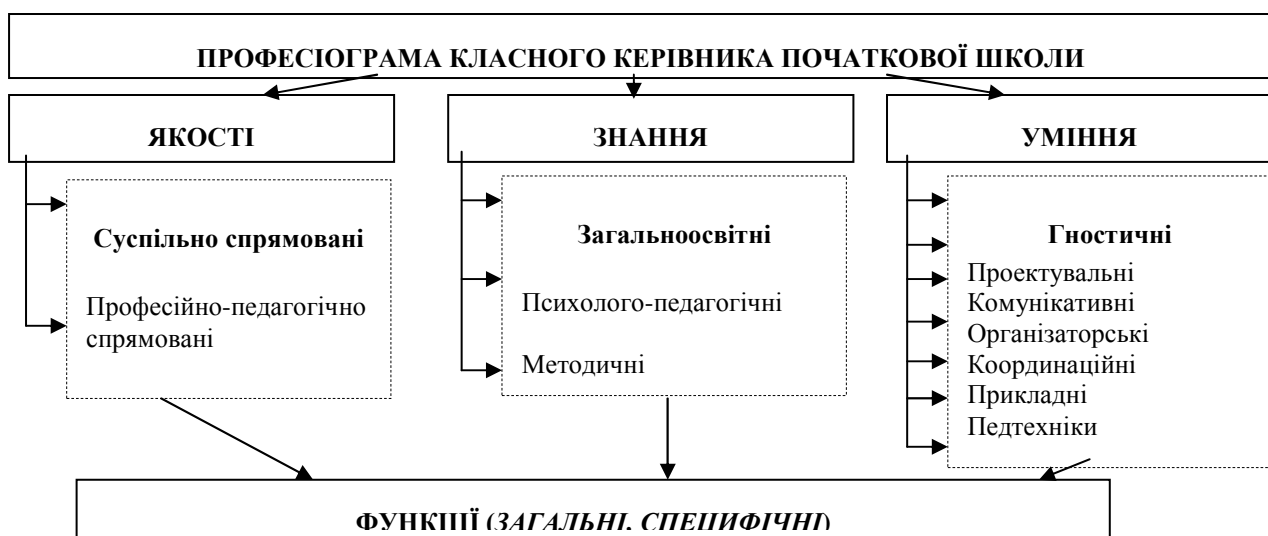 ПРОФЕСІОГРАМА КЛАСНОГО КЕРІВНИКА ПОЧАТКОВОЇ ШКОЛИ
ЯКОСТІ
Суспільно спрямовані
Професійно-педагогічно
спрямовані
ЗНАННЯ
Загальноосвітні
Психолого-педагогічні
Методичні
УМІННЯ
Гностичні
Проектувальні
Комунікативні
Організаторські
Координаційні
Прикладні
Педтехніки
ФУНКЦІЇ (ЗАГАЛЬНІ, СПЕЦИФІЧНІ)